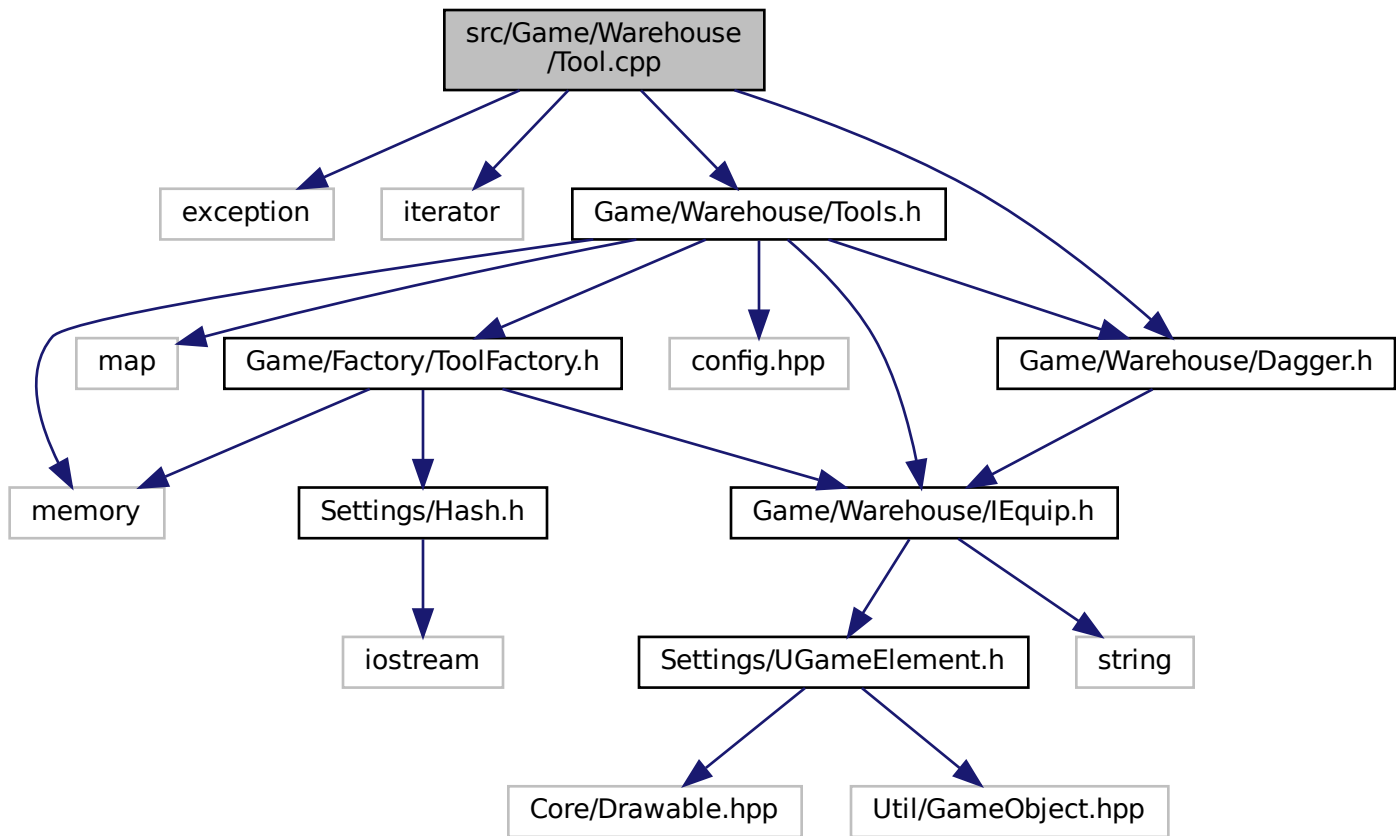 src/Game/Warehouse
/Tool.cpp
exception
iterator
Game/Warehouse/Tools.h
map
Game/Factory/ToolFactory.h
config.hpp
Game/Warehouse/Dagger.h
memory
Settings/Hash.h
Game/Warehouse/IEquip.h
iostream
Settings/UGameElement.h
string
Core/Drawable.hpp
Util/GameObject.hpp